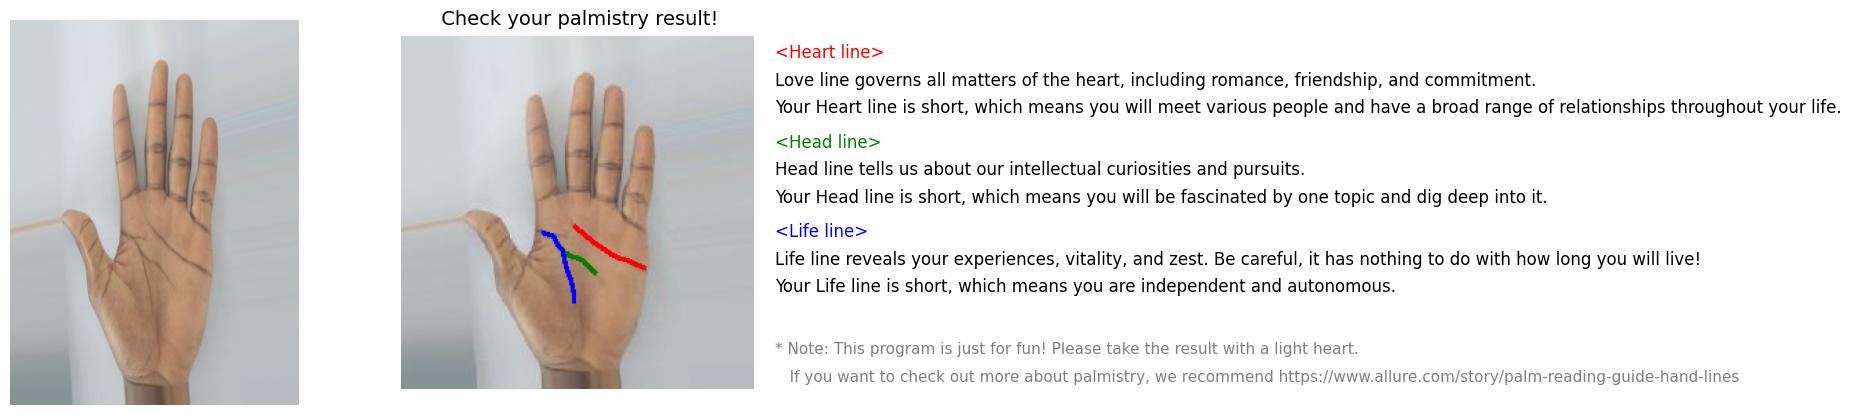 Check your palmistry result!
<Heart line>
Love line governs all matters of the heart, including romance, friendship, and commitment.
Your Heart line is short, which means you will meet various people and have a broad range of relationships throughout your life.
<Head line>
Head line tells us about our intellectual curiosities and pursuits.
Your Head line is short, which means you will be fascinated by one topic and dig deep into it.
<Life line>
Life line reveals your experiences, vitality, and zest. Be careful, it has nothing to do with how long you will live!
Your Life line is short, which means you are independent and autonomous.
* Note: This program is just for fun! Please take the result with a light heart.
If you want to check out more about palmistry, we recommend https://www.allure.com/story/palm-reading-guide-hand-lines